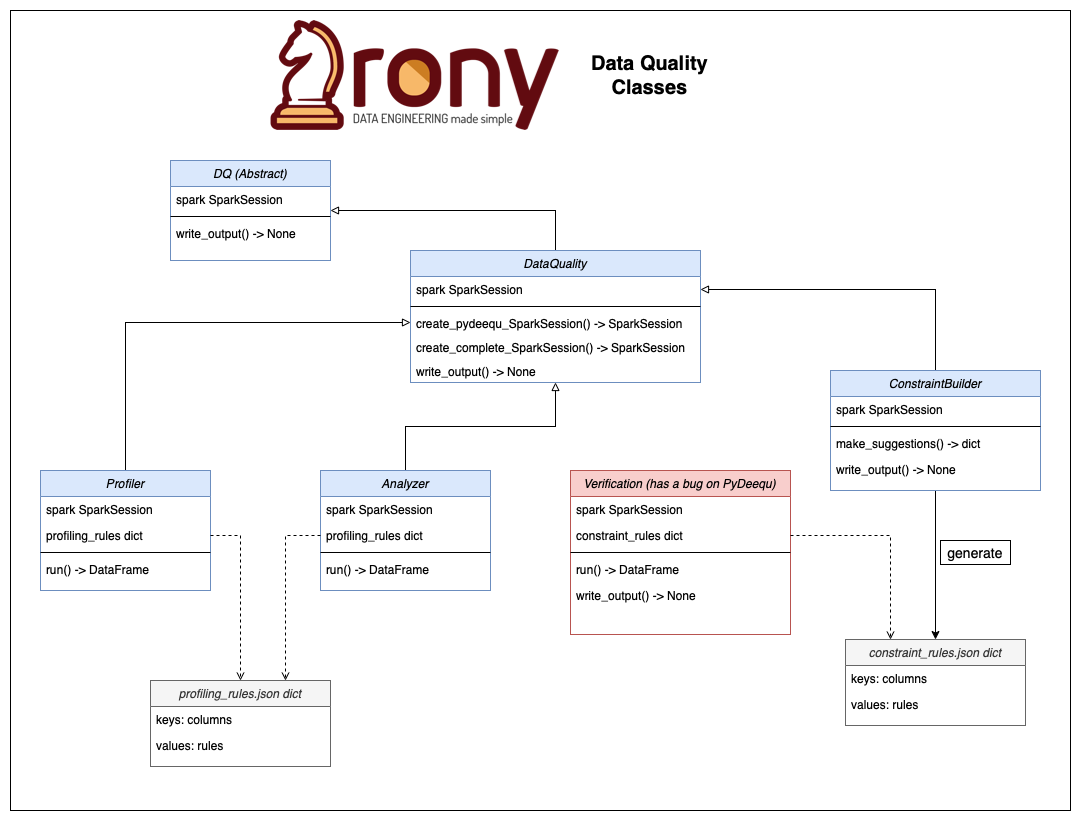 rony
DATA ENGINEERING made simple
Data Quality
Classes
DQ (Abstract)
spark SparkSession
write_output() -> None
DataQuality
spark SparkSession
create_pydeequ_SparkSession() -> SparkSession
create_complete_SparkSession() -> SparkSession
write_output() -> None
ConstraintBuilder
spark SparkSession
make_suggestions() -> dict
write_output() -> None
Profiler
spark SparkSession
profiling_rules dict
run() -> DataFrame
Analyzer
spark SparkSession
profiling_rules dict
run() -> DataFrame
Verification (has a bug on PyDeequ)
spark SparkSession
constraint_rules dict
run() -> DataFrame
write_output() -> None
generate
constraint_rules.json dict
keys: columns
values: rules
profiling_rules.json dict
keys: columns
values: rules